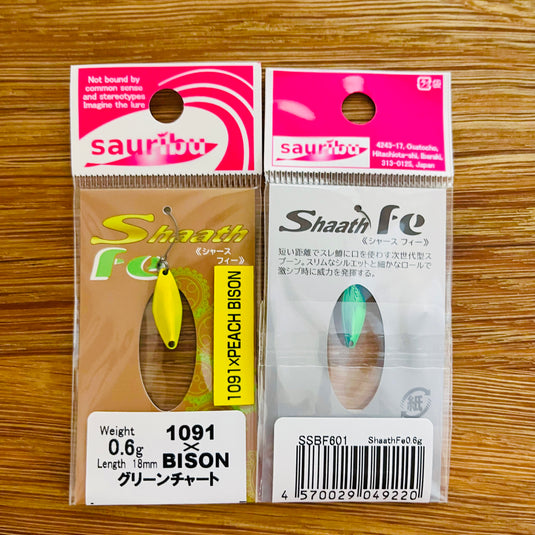 Not bound by
common sense
and stereotypes
Imagine the lure
sauribu
Shaath
Fe
《シャース
フィー》
1091×PEACH BISON
Weight
0.6g
Length 18mm
1091
×
BISON
グリーンチャート
袋
sauribu
4243-17, Guatocho,
Hitachiota-shi, Ibaraki,
313-0125, Japan
Shaath Fe
《シャース フィー》
短い距離でスレ鱒に口を使わす次世代型ス
プーン。スリムなシルエットと細かなロールで
激シブ時に威力を発揮する。
紙
SSBF601 ShaathFe0.6g
4 570029 049220